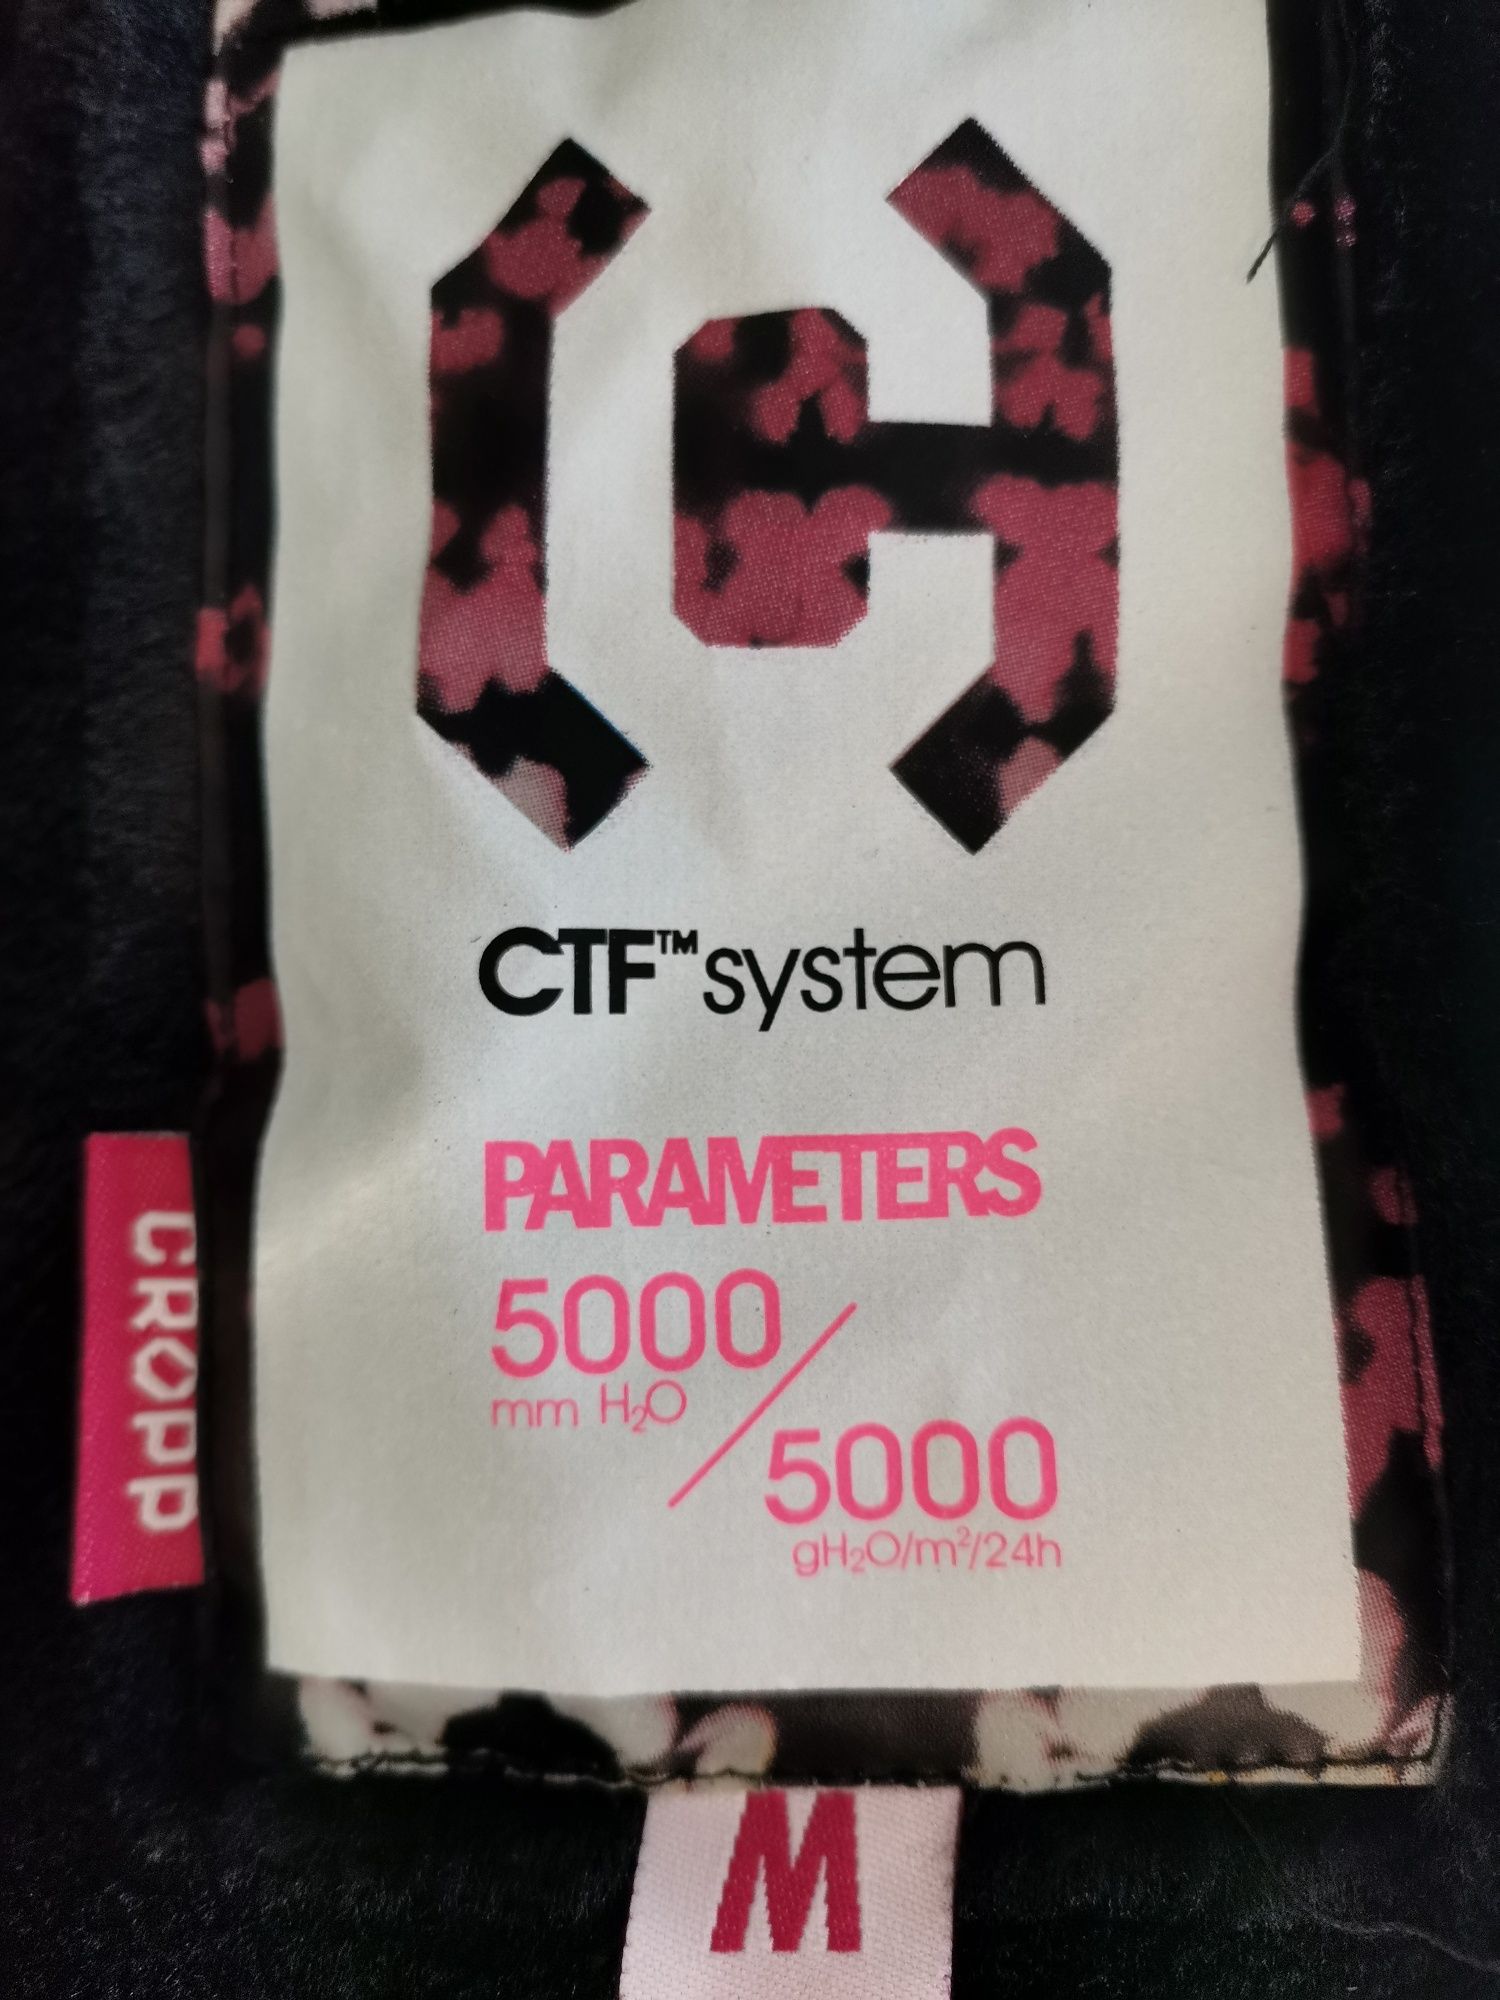 CTF™ system
PARAMETERS
5000
mm H₂O
5000
gH₂O/m²/24h
CROPP
M